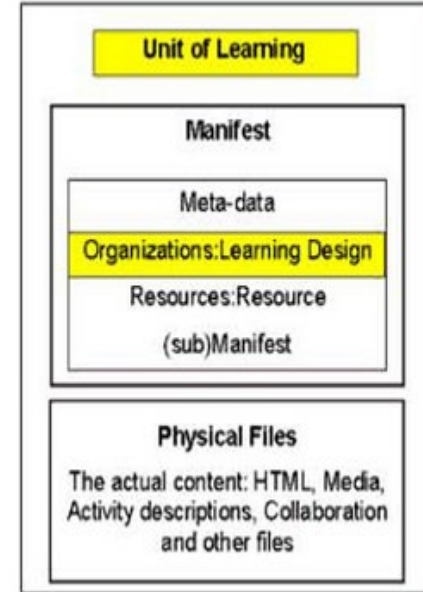 Unit of Learning
Manifest
Meta-data
Organizations:Learning Design
Resources:Resource
(sub)Manifest
Physical Files
The actual content: HTML, Media,
Activity descriptions, Collaboration
and other files